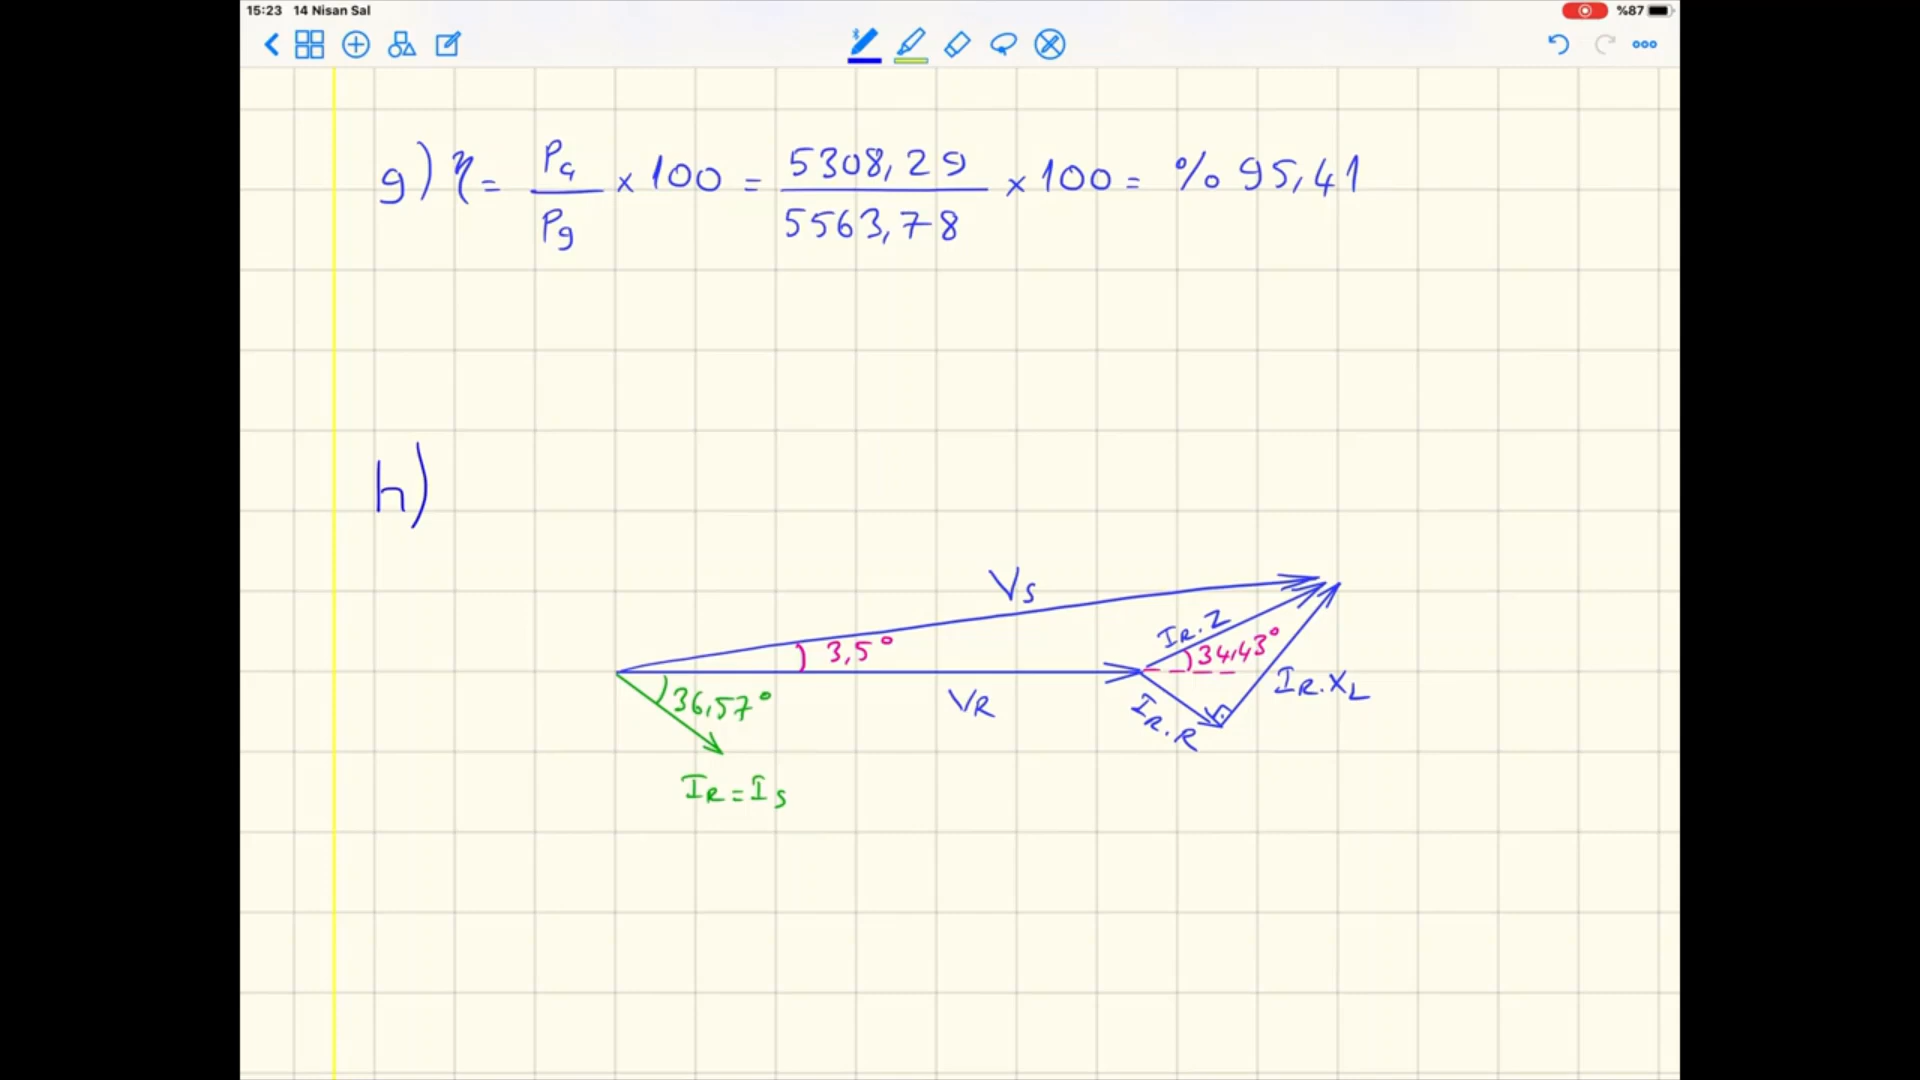 15:23 14 Nisan Sal
%87
g) η = Pa / Pg × 100 = 5308,29 / 5563,78 × 100 = % 95,41
h)
Vs
IR.Z
3,5°
34,43°
IR.XL
36,57°
VR
IR.R
IR=Is